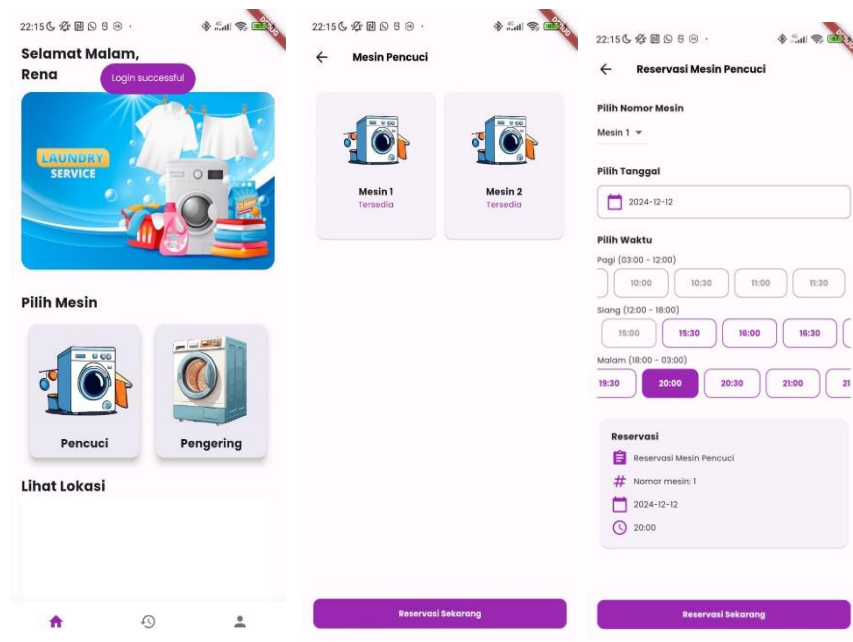 22:15
DEBUG
Selamat Malam,
Rena
Login successful
LAUNDRY
SERVICE
Pilih Mesin
Pencuci
Pengering
Lihat Lokasi
22:15
Mesin Pencuci
Mesin 1
Tersedia
Mesin 2
Tersedia
Reservasi Sekarang
22:15
Reservasi Mesin Pencuci
Pilih Nomor Mesin
Mesin 1
Pilih Tanggal
2024-12-12
Pilih Waktu
Pagi (03:00 - 12:00)
10:00 10:30 11:00 11:30
Siang (12:00 - 18:00)
15:00 15:30 16:00 16:30
Malam (18:00 - 03:00)
19:30 20:00 20:30 21:00 21
Reservasi
Reservasi Mesin Pencuci
# Nomor mesin: 1
2024-12-12
20:00
Reservasi Sekarang